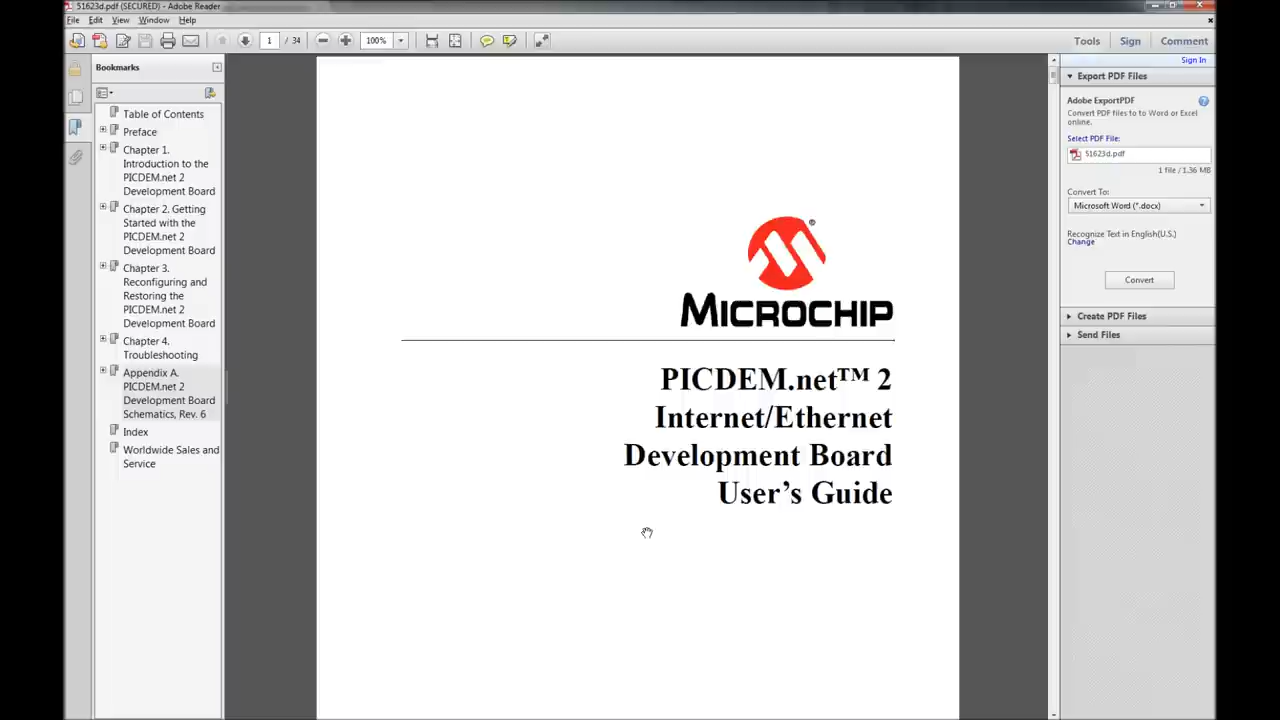 51623d.pdf (SECURED) - Adobe Reader
File Edit View Window Help
1 / 34 100% Tools Sign Comment
Sign In
Bookmarks
Table of Contents
Preface
Chapter 1.
Introduction to the
PICDEM.net 2
Development Board
Chapter 2. Getting
Started with the
PICDEM.net 2
Development Board
Chapter 3.
Reconfiguring and
Restoring the
PICDEM.net 2
Development Board
Chapter 4.
Troubleshooting
Appendix A.
PICDEM.net 2
Development Board
Schematics, Rev. 6
Index
Worldwide Sales and
Service
®
MICROCHIP
PICDEM.net™ 2
Internet/Ethernet
Development Board
User's Guide
Export PDF Files
Adobe ExportPDF
Convert PDF files to to Word or Excel
online.
Select PDF File:
51623d.pdf
1 file / 1.36 MB
Convert To:
Microsoft Word (*.docx)
Recognize Text in English(U.S.)
Change
Convert
Create PDF Files
Send Files